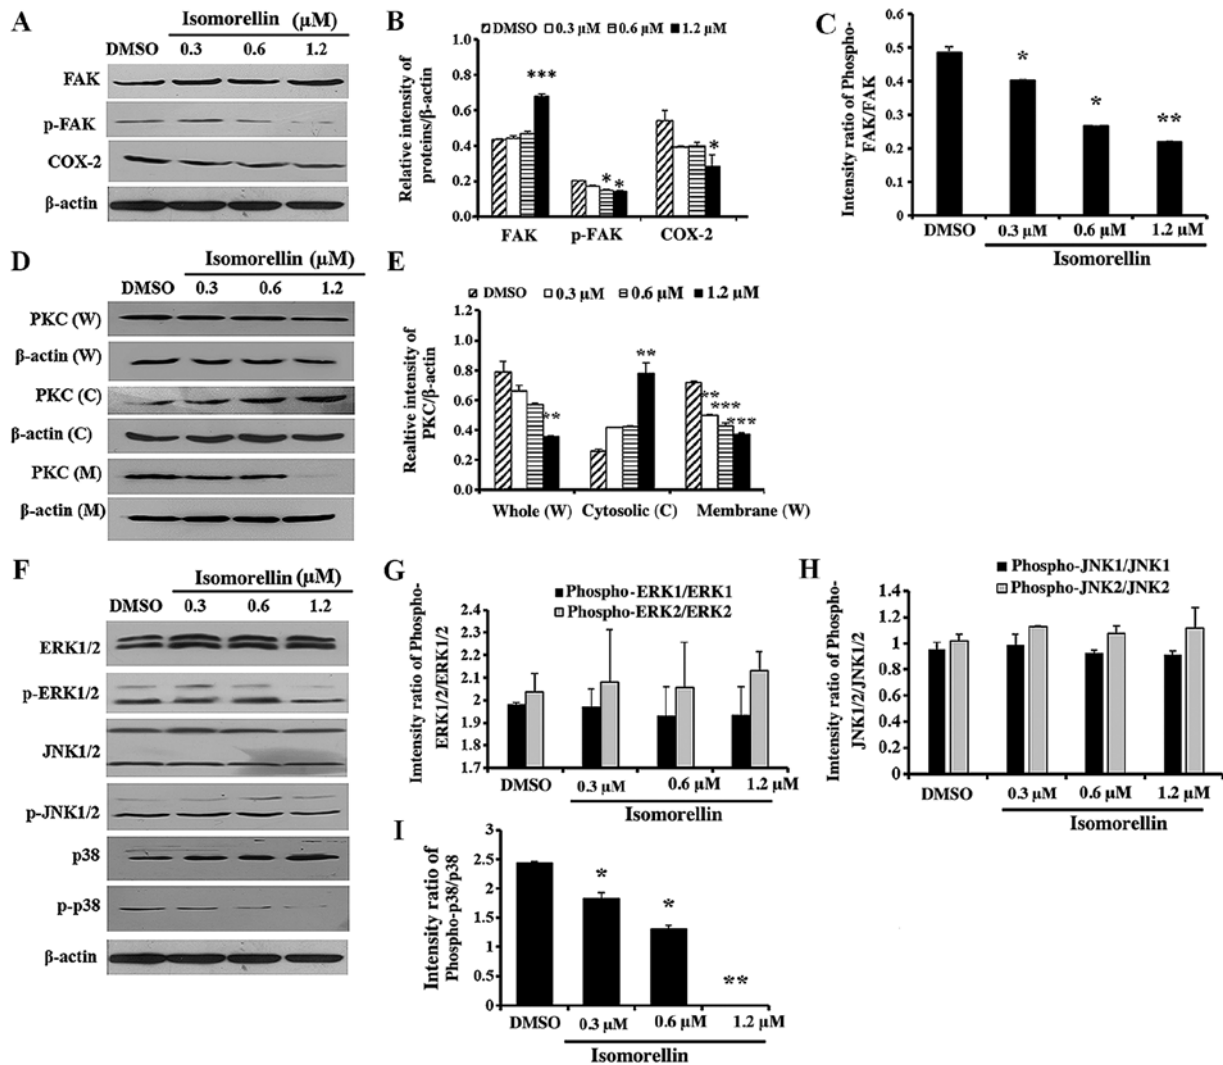 A
Isomorellin (μM)
DMSO 0.3 0.6 1.2
FAK
p-FAK
COX-2
β-actin
B
DMSO 0.3 μM 0.6 μM 1.2 μM
Relative intensity of
proteins/β-actin
1.0
0.8
0.6
0.4
0.2
0.0
***
* *
*
FAK p-FAK COX-2
C
Intensity ratio of Phospho-
FAK/FAK
0.6
0.5
0.4
0.3
0.2
0.1
0
*
*
**
DMSO 0.3 μM 0.6 μM 1.2 μM
Isomorellin
D
Isomorellin (μM)
DMSO 0.3 0.6 1.2
PKC (W)
β-actin (W)
PKC (C)
β-actin (C)
PKC (M)
β-actin (M)
E
DMSO 0.3 μM 0.6 μM 1.2 μM
Realtive intensity of
PKC/β-actin
1.2
1.0
0.8
0.6
0.4
0.2
0.0
**
**
**
***
***
Whole (W) Cytosolic (C) Membrane (W)
F
Isomorellin (μM)
DMSO 0.3 0.6 1.2
ERK1/2
p-ERK1/2
JNK1/2
p-JNK1/2
p38
p-p38
β-actin
G
Phospho-ERK1/ERK1
Phospho-ERK2/ERK2
Intensity ratio of Phospho-
ERK1/2/ERK1/2
2.4
2.3
2.2
2.1
2
1.9
1.8
1.7
DMSO 0.3 μM 0.6 μM 1.2 μM
Isomorellin
H
Phospho-JNK1/JNK1
Phospho-JNK2/JNK2
Intensity ratio of Phospho-
JNK1/2/JNK1/2
1.4
1.2
1
0.8
0.6
0.4
0.2
0
DMSO 0.3 μM 0.6 μM 1.2 μM
Isomorellin
I
Intensity ratio of
Phospho-p38/p38
3
2.5
2
1.5
1
0.5
0
*
*
**
DMSO 0.3 μM 0.6 μM 1.2 μM
Isomorellin